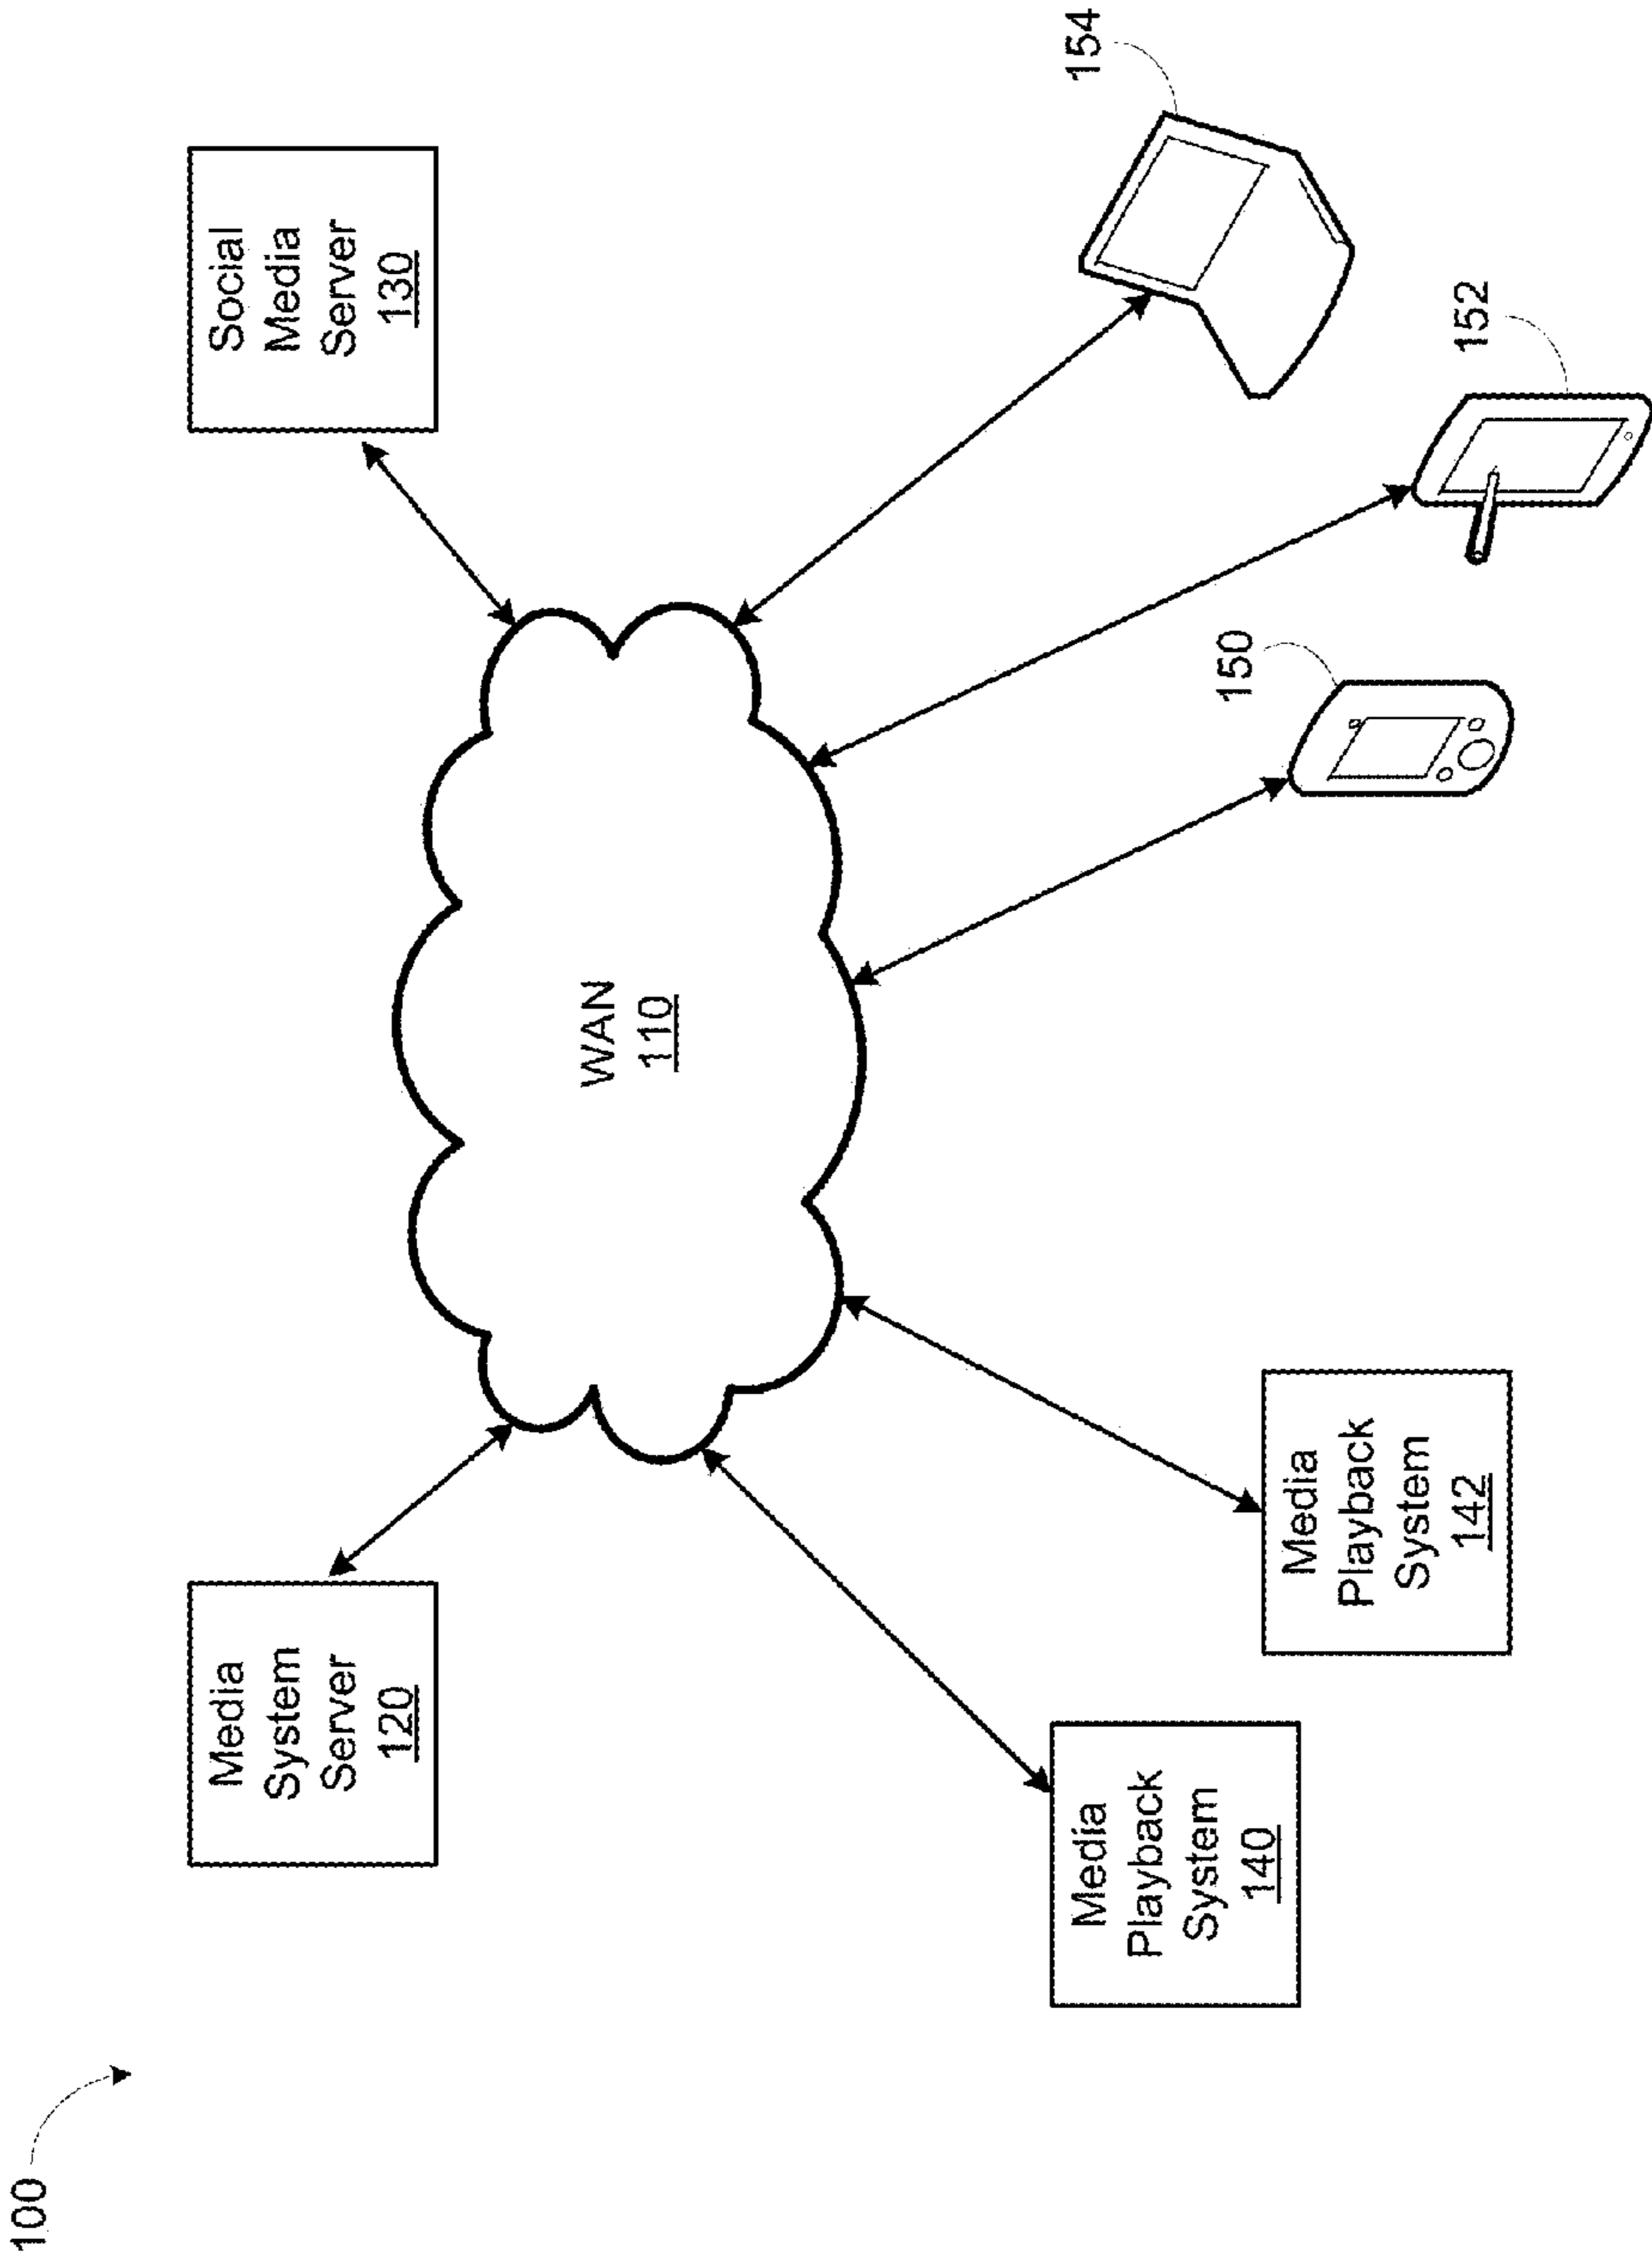 100
Media
System
Server
120
Social
Media
Server
130
WAN
110
Media
Playback
System
140
Media
Playback
System
142
150
152
154